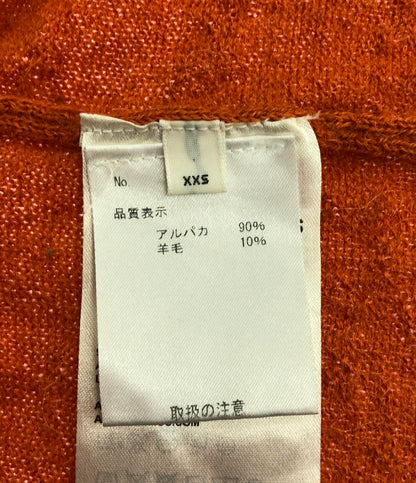 XXS
No.
品質表示
アルパカ 90%
羊毛 10%
取扱の注意